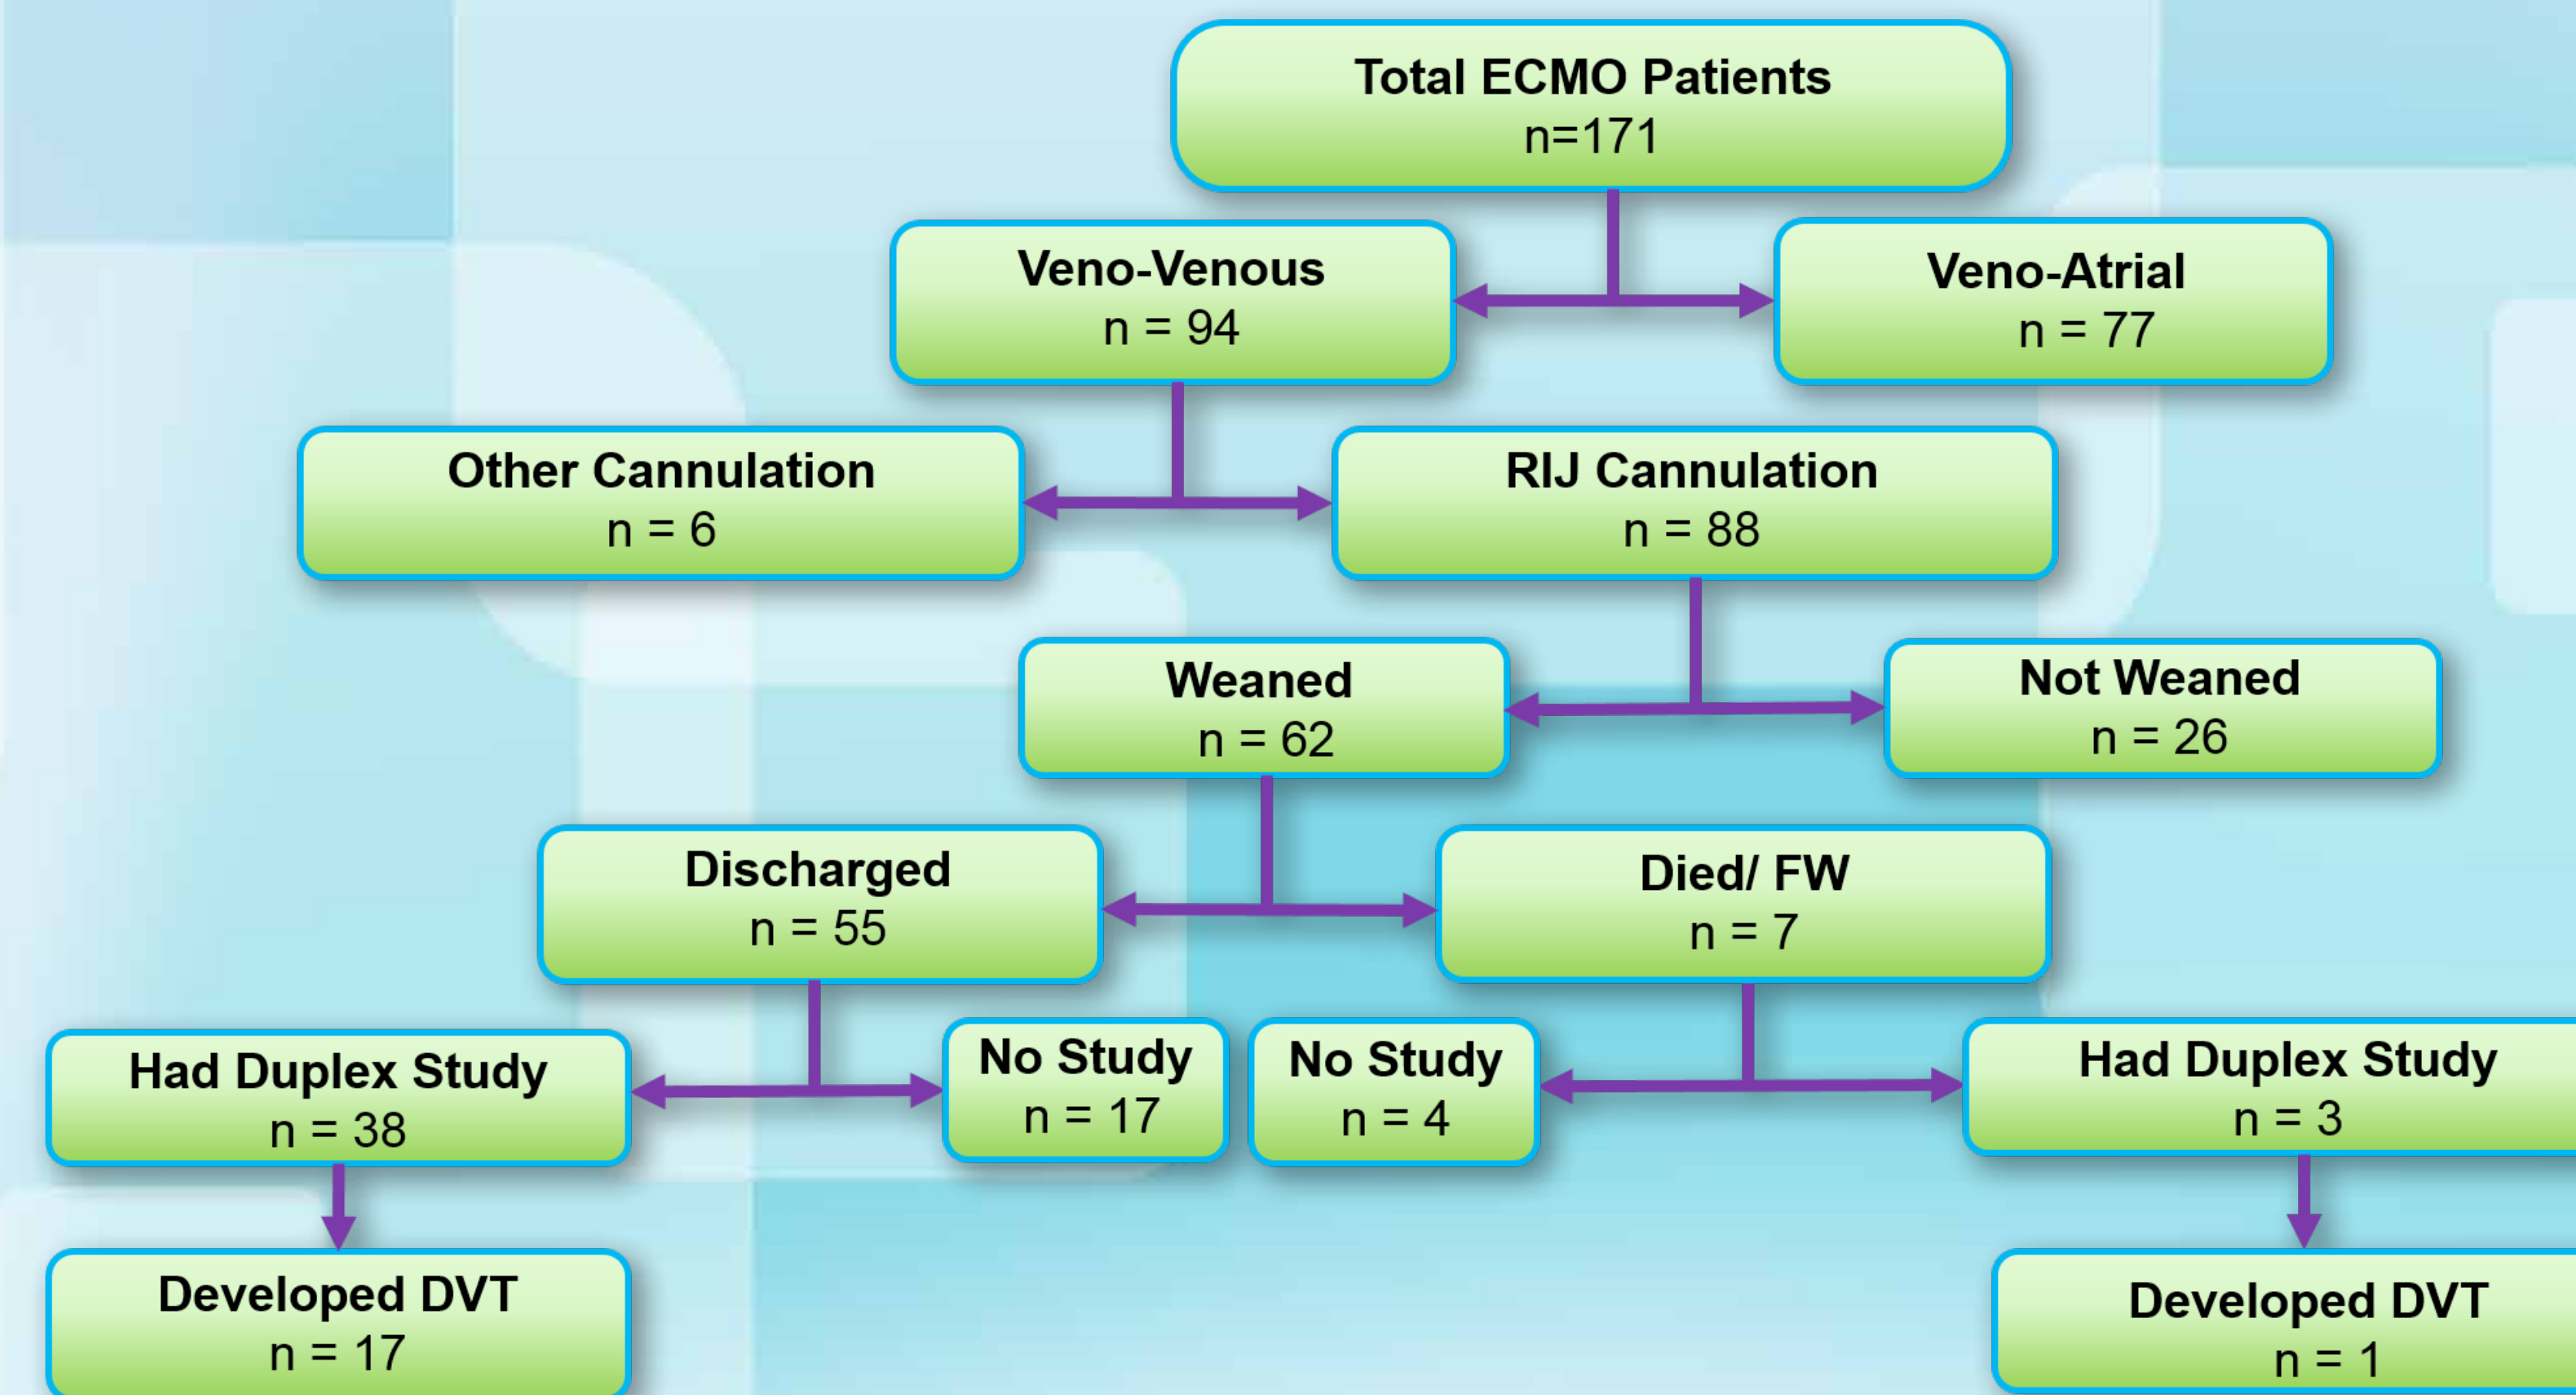 Total ECMO Patients
n=171
Veno-Venous
n = 94
Veno-Atrial
n = 77
Other Cannulation
n = 6
RIJ Cannulation
n = 88
Weaned
n = 62
Not Weaned
n = 26
Discharged
n = 55
Died/ FW
n = 7
Had Duplex Study
n = 38
No Study
n = 17
No Study
n = 4
Had Duplex Study
n = 3
Developed DVT
n = 17
Developed DVT
n = 1